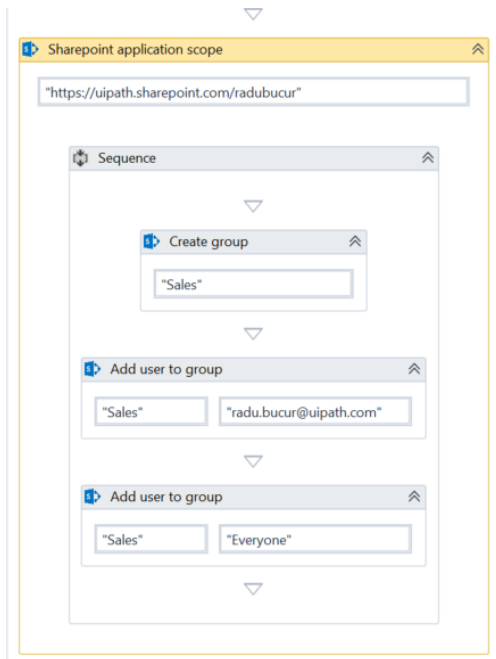 Sharepoint application scope
"https://uipath.sharepoint.com/radubucur"
Sequence
Create group
"Sales"
Add user to group
"Sales" "radu.bucur@uipath.com"
Add user to group
"Sales" "Everyone"